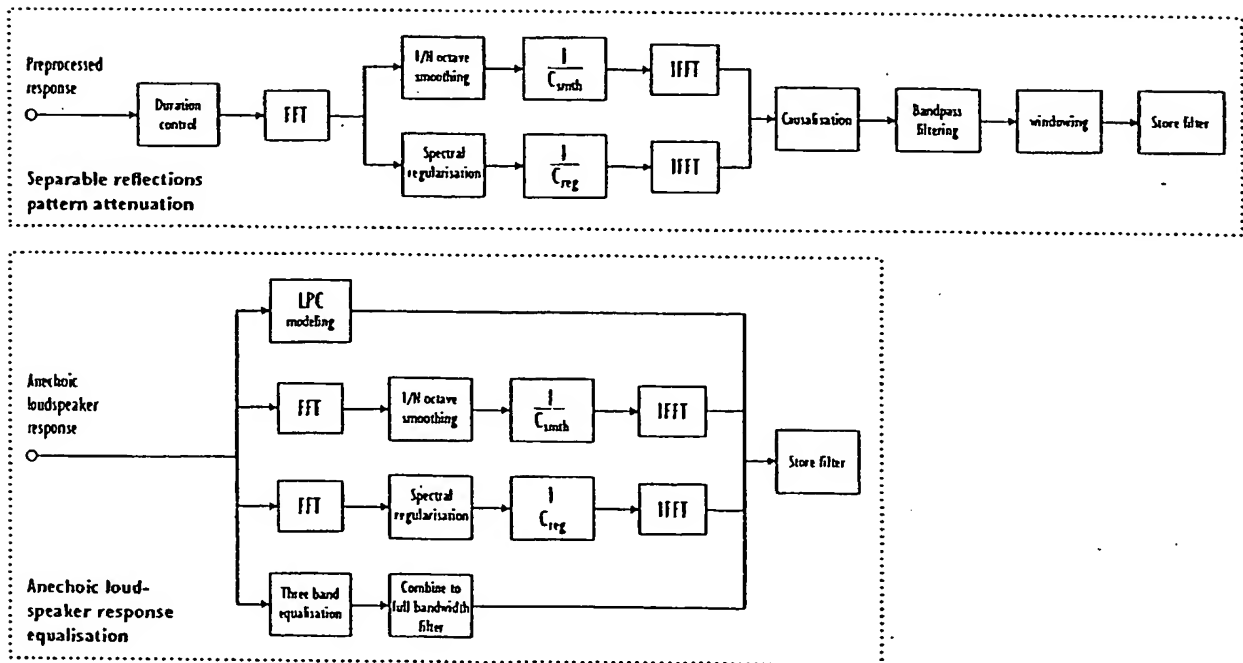 Preprocessed
response
Duration
control
FFT
1/N octave
smoothing
1
C_smth
IFFT
Spectral
regularisation
1
C_reg
IFFT
Causalisation
Bandpass
filtering
windowing
Store filter
Separable reflections
pattern attenuation
Anechoic
loudspeaker
response
LPC
modeling
FFT
1/N octave
smoothing
1
C_smth
IFFT
FFT
Spectral
regularisation
1
C_reg
IFFT
Three band
equalisation
Combine to
full bandwidth
filter
Store filter
Anechoic loud-
speaker response
equalisation